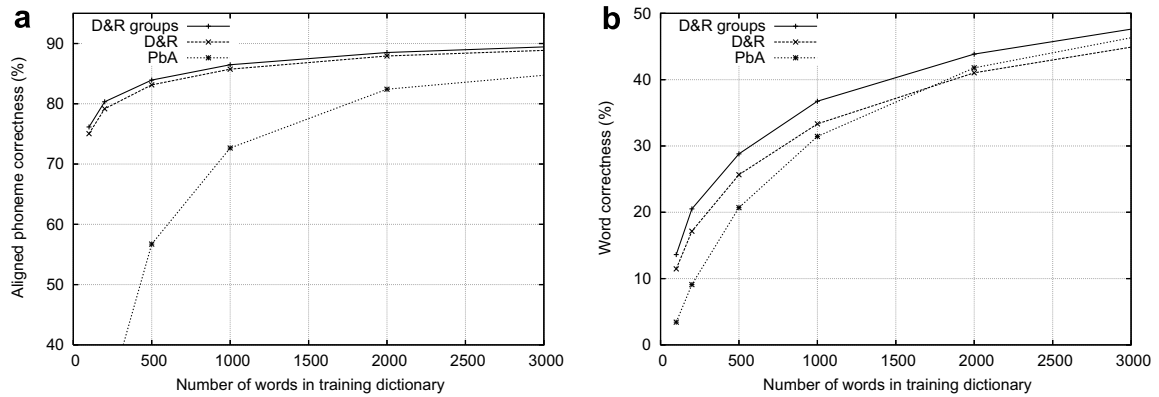 a
D&R groups
D&R
PbA
Aligned phoneme correctness (%)
90
80
70
60
50
40
0 500 1000 1500 2000 2500 3000
Number of words in training dictionary
b
D&R groups
D&R
PbA
Word correctness (%)
50
40
30
20
10
0
0 500 1000 1500 2000 2500 3000
Number of words in training dictionary